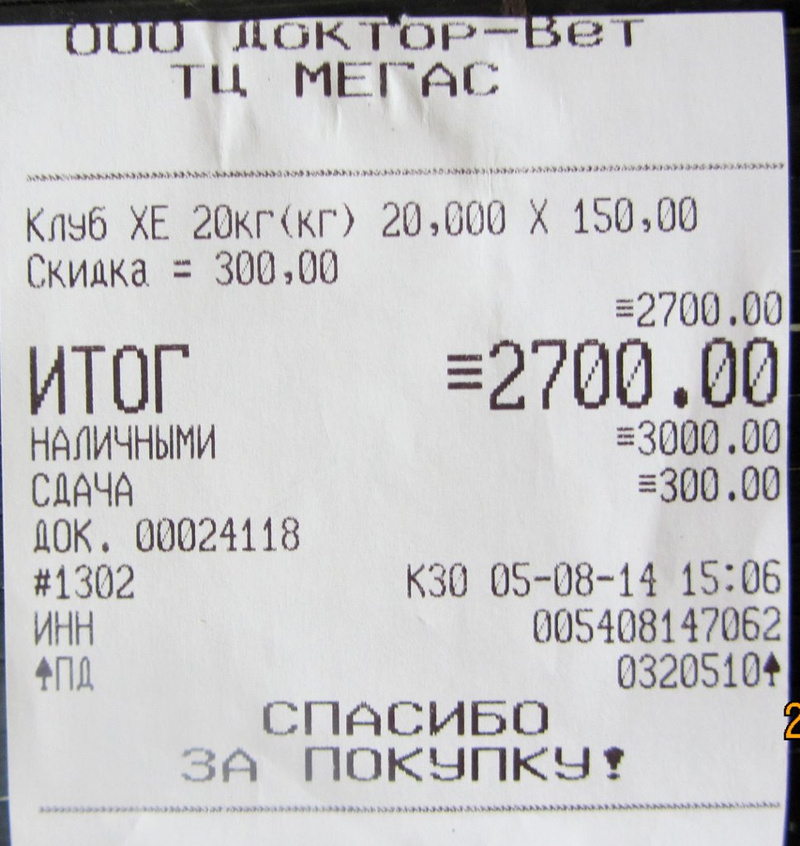 ООО Доктор-Вет
ТЦ МЕГАС
Клуб ХЕ 20кг(кг) 20,000 X 150,00
Скидка = 300,00
≡2700.00
ИТОГ ≡2700.00
НАЛИЧНЫМИ ≡3000.00
СДАЧА ≡300.00
ДОК. 00024118
#1302 К30 05-08-14 15:06
ИНН 005408147062
♠ПД 0320510♠
СПАСИБО
ЗА ПОКУПКУ!
2